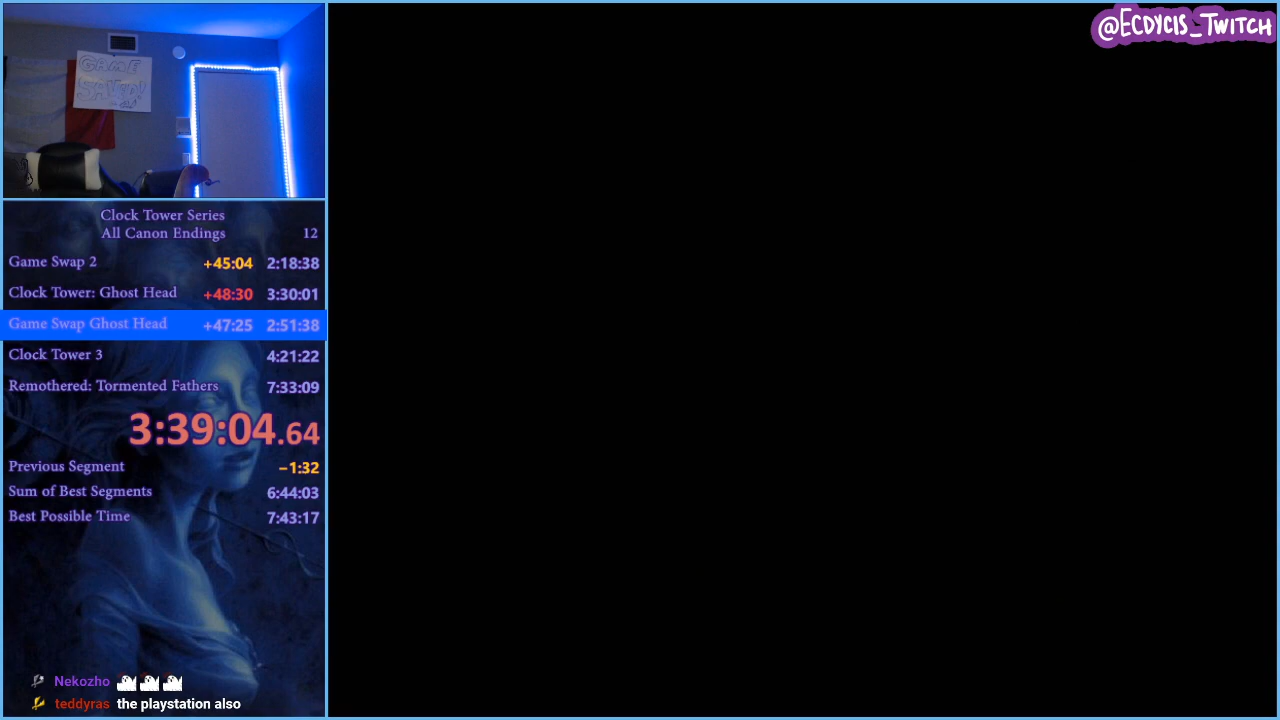 @ECDYCIS_TWITCH
GAME
Clock Tower Series
All Canon Endings 12
Game Swap 2 +45:04 2:18:38
Clock Tower: Ghost Head +48:30 3:30:01
Game Swap Ghost Head +47:25 2:51:38
Clock Tower 3 4:21:22
Remothered: Tormented Fathers 7:33:09
3:39:04.64
Previous Segment −1:32
Sum of Best Segments 6:44:03
Best Possible Time 7:43:17
Nekozho
teddyras the playstation also